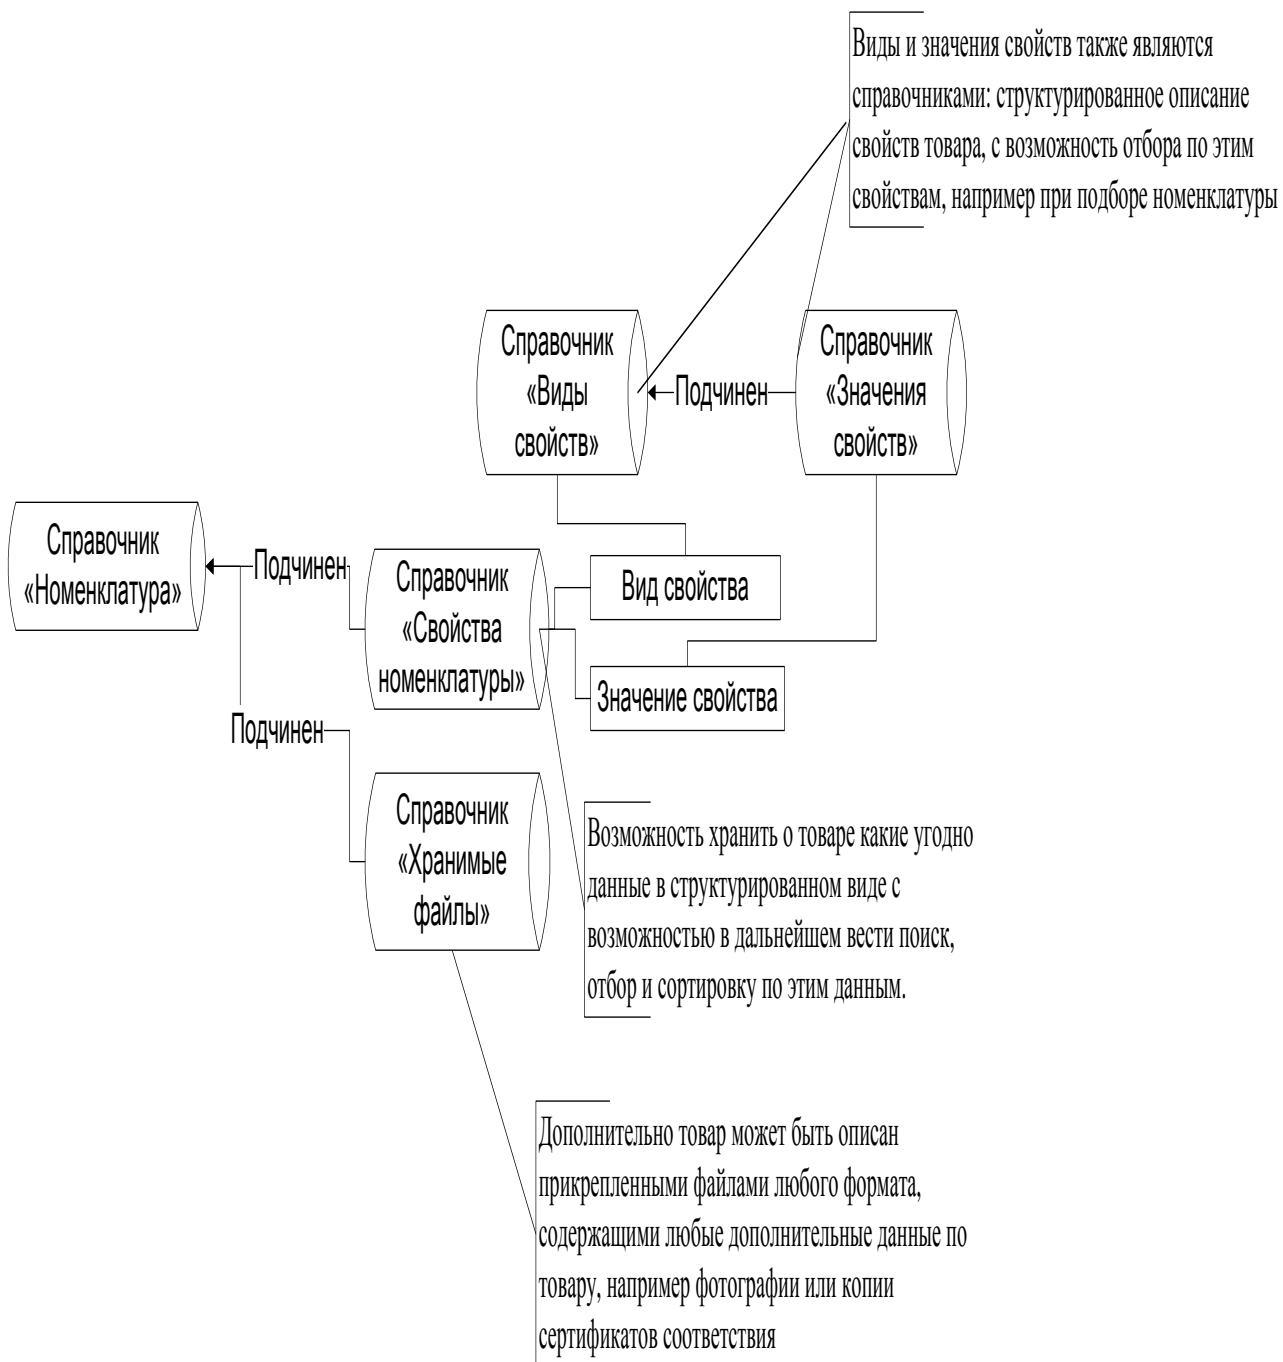 Виды и значения свойств также являются
справочниками: структурированное описание
свойств товара, с возможность отбора по этим
свойствам, например при подборе номенклатуры
Справочник
«Виды
свойств»
Подчинен
Справочник
«Значения
свойств»
Справочник
«Номенклатура»
Подчинен
Справочник
«Свойства
номенклатуры»
Вид свойства
Значение свойства
Подчинен
Справочник
«Хранимые
файлы»
Возможность хранить о товаре какие угодно
данные в структурированном виде с
возможностью в дальнейшем вести поиск,
отбор и сортировку по этим данным.
Дополнительно товар может быть описан
прикрепленными файлами любого формата,
содержащими любые дополнительные данные по
товару, например фотографии или копии
сертификатов соответствия